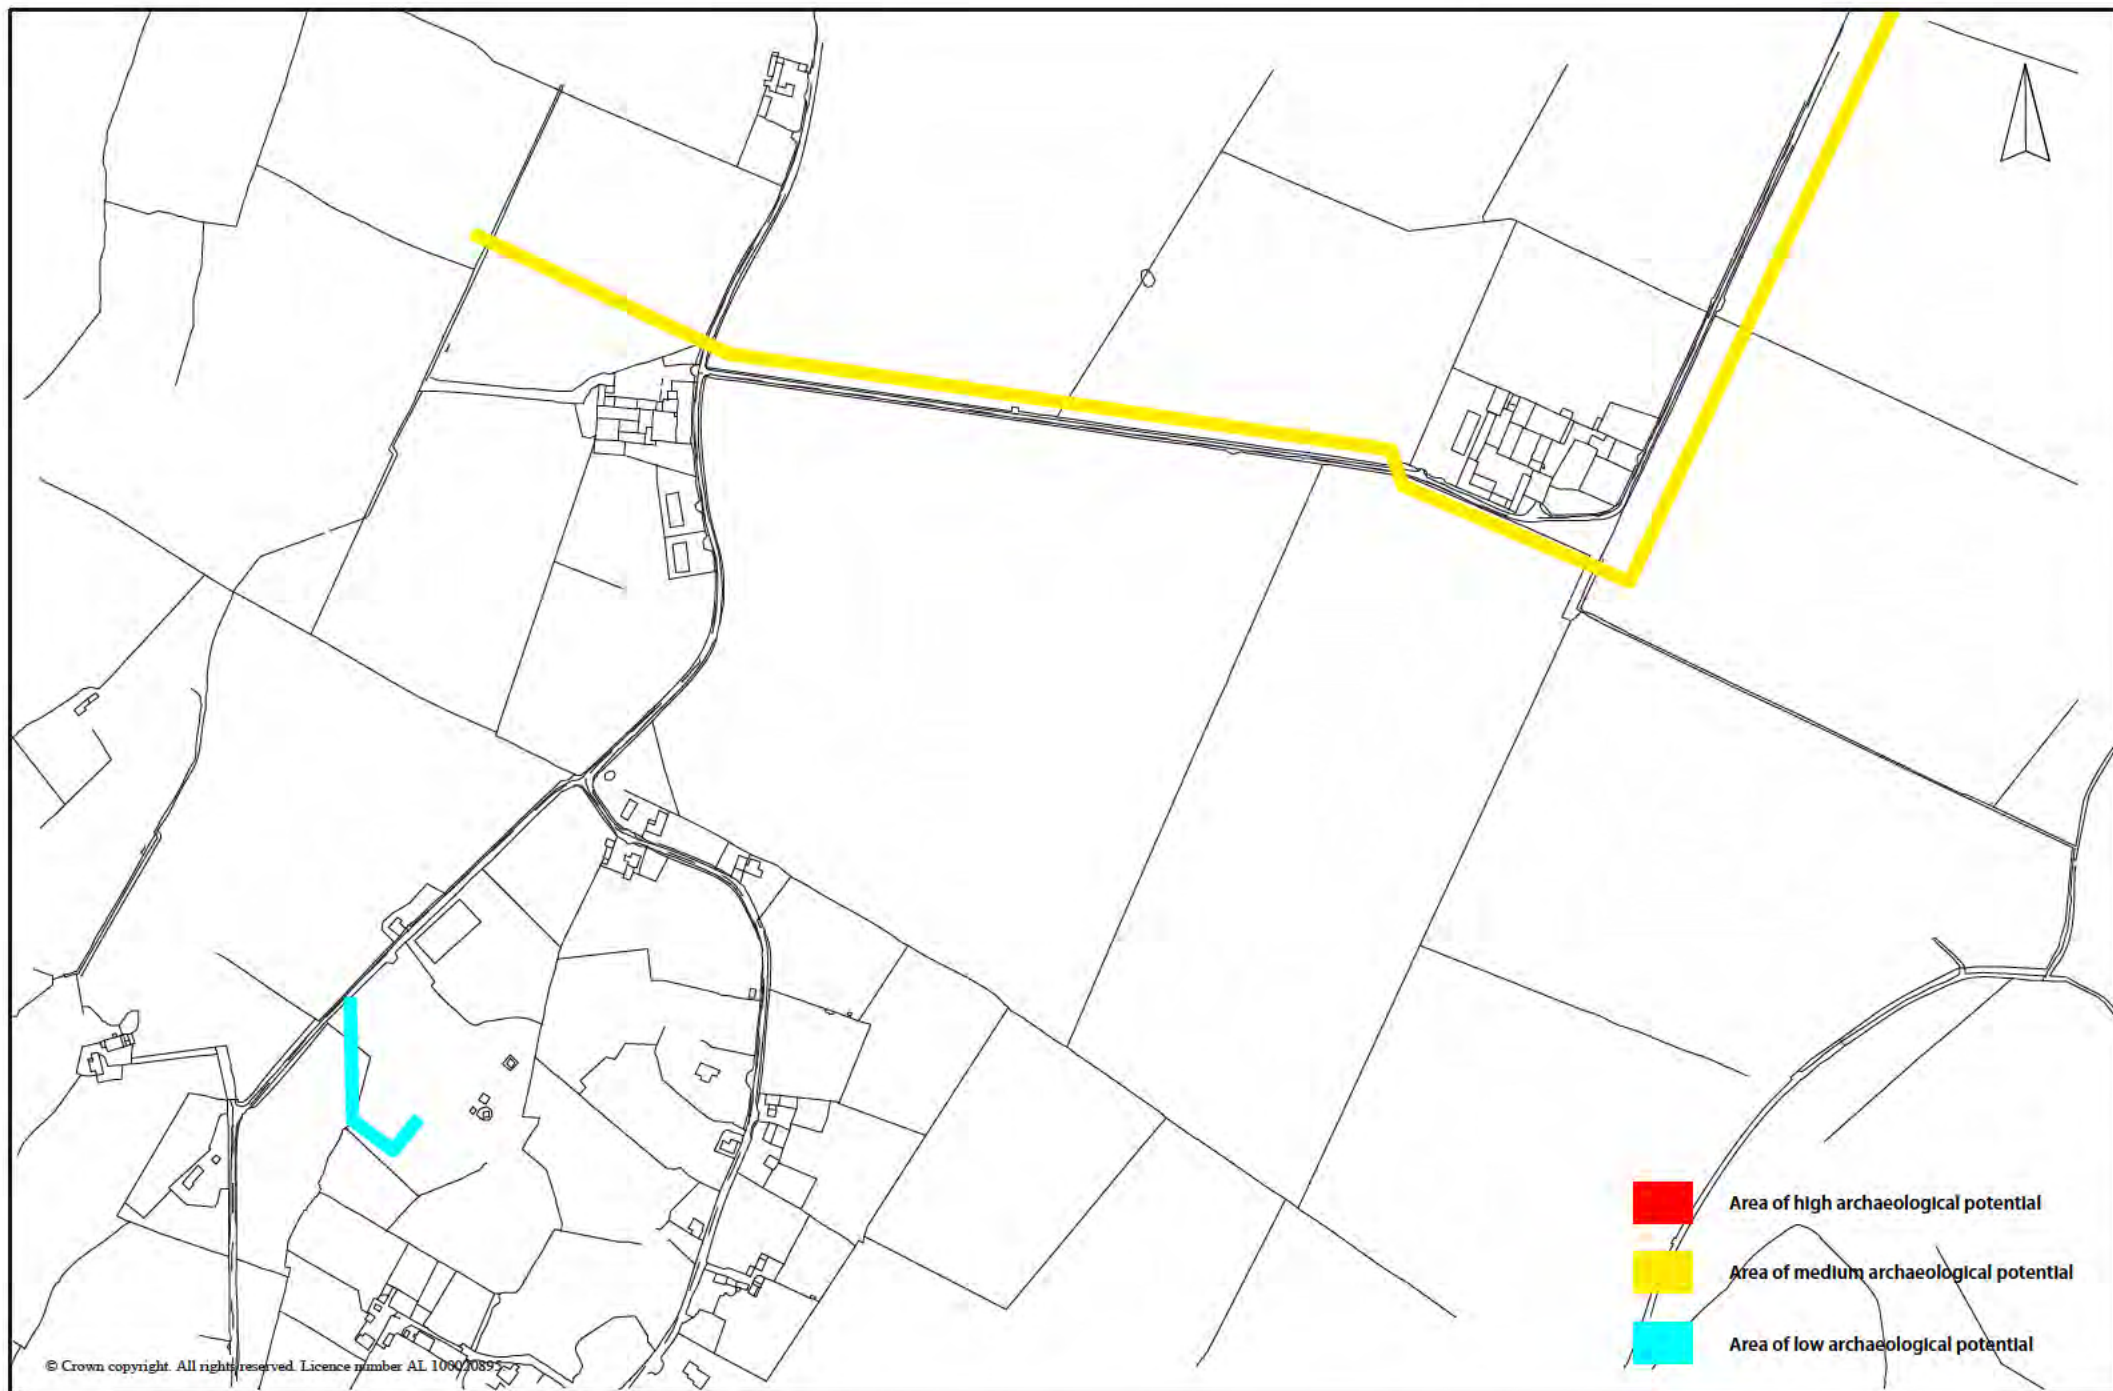 Area of high archaeological potential
Area of medium archaeological potential
Area of low archaeological potential
© Crown copyright. All rights reserved. Licence number AL 100020895